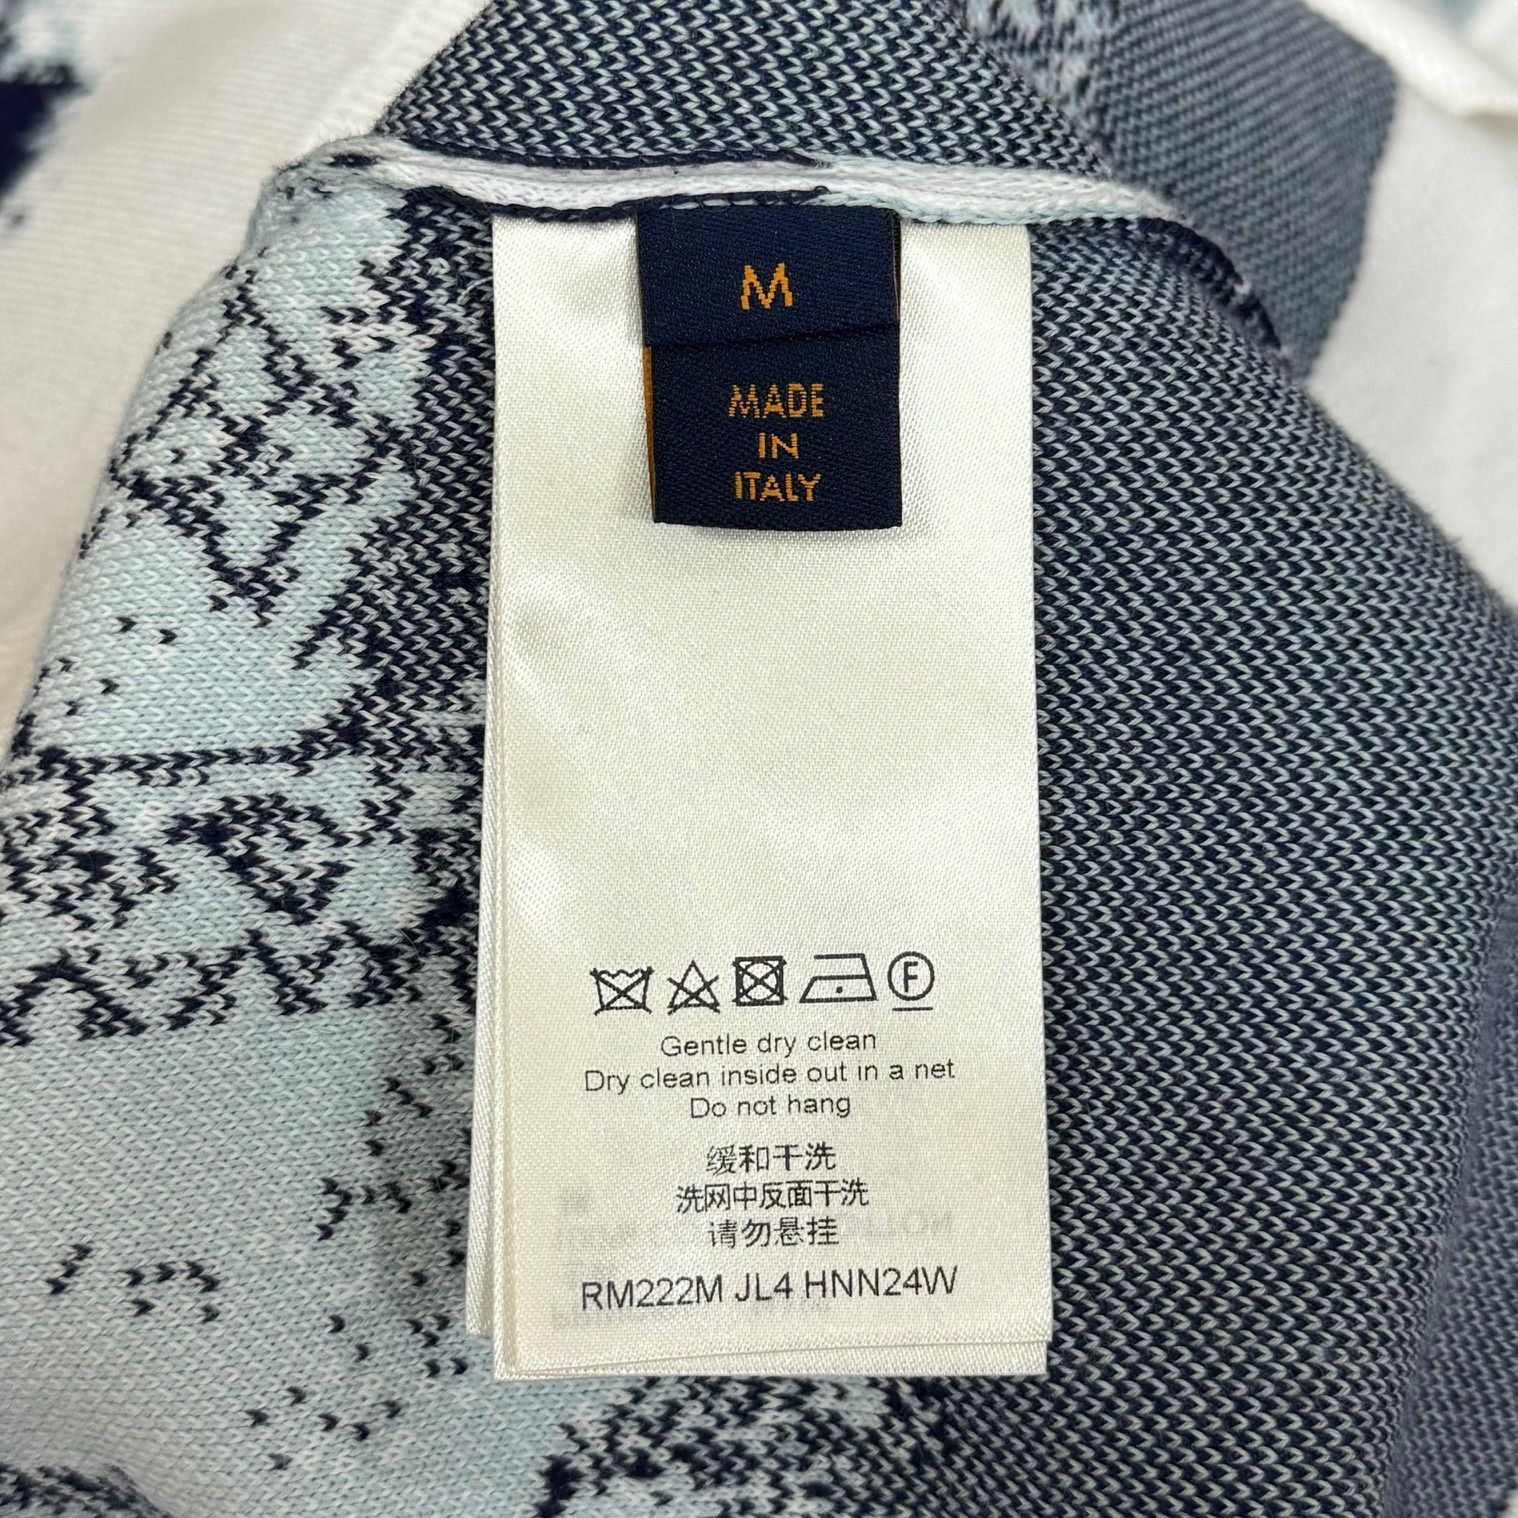 M
MADE
IN
ITALY
F
Gentle dry clean
Dry clean inside out in a net
Do not hang
缓和干洗
洗网中反面干洗
请勿悬挂
RM222M JL4 HNN24W